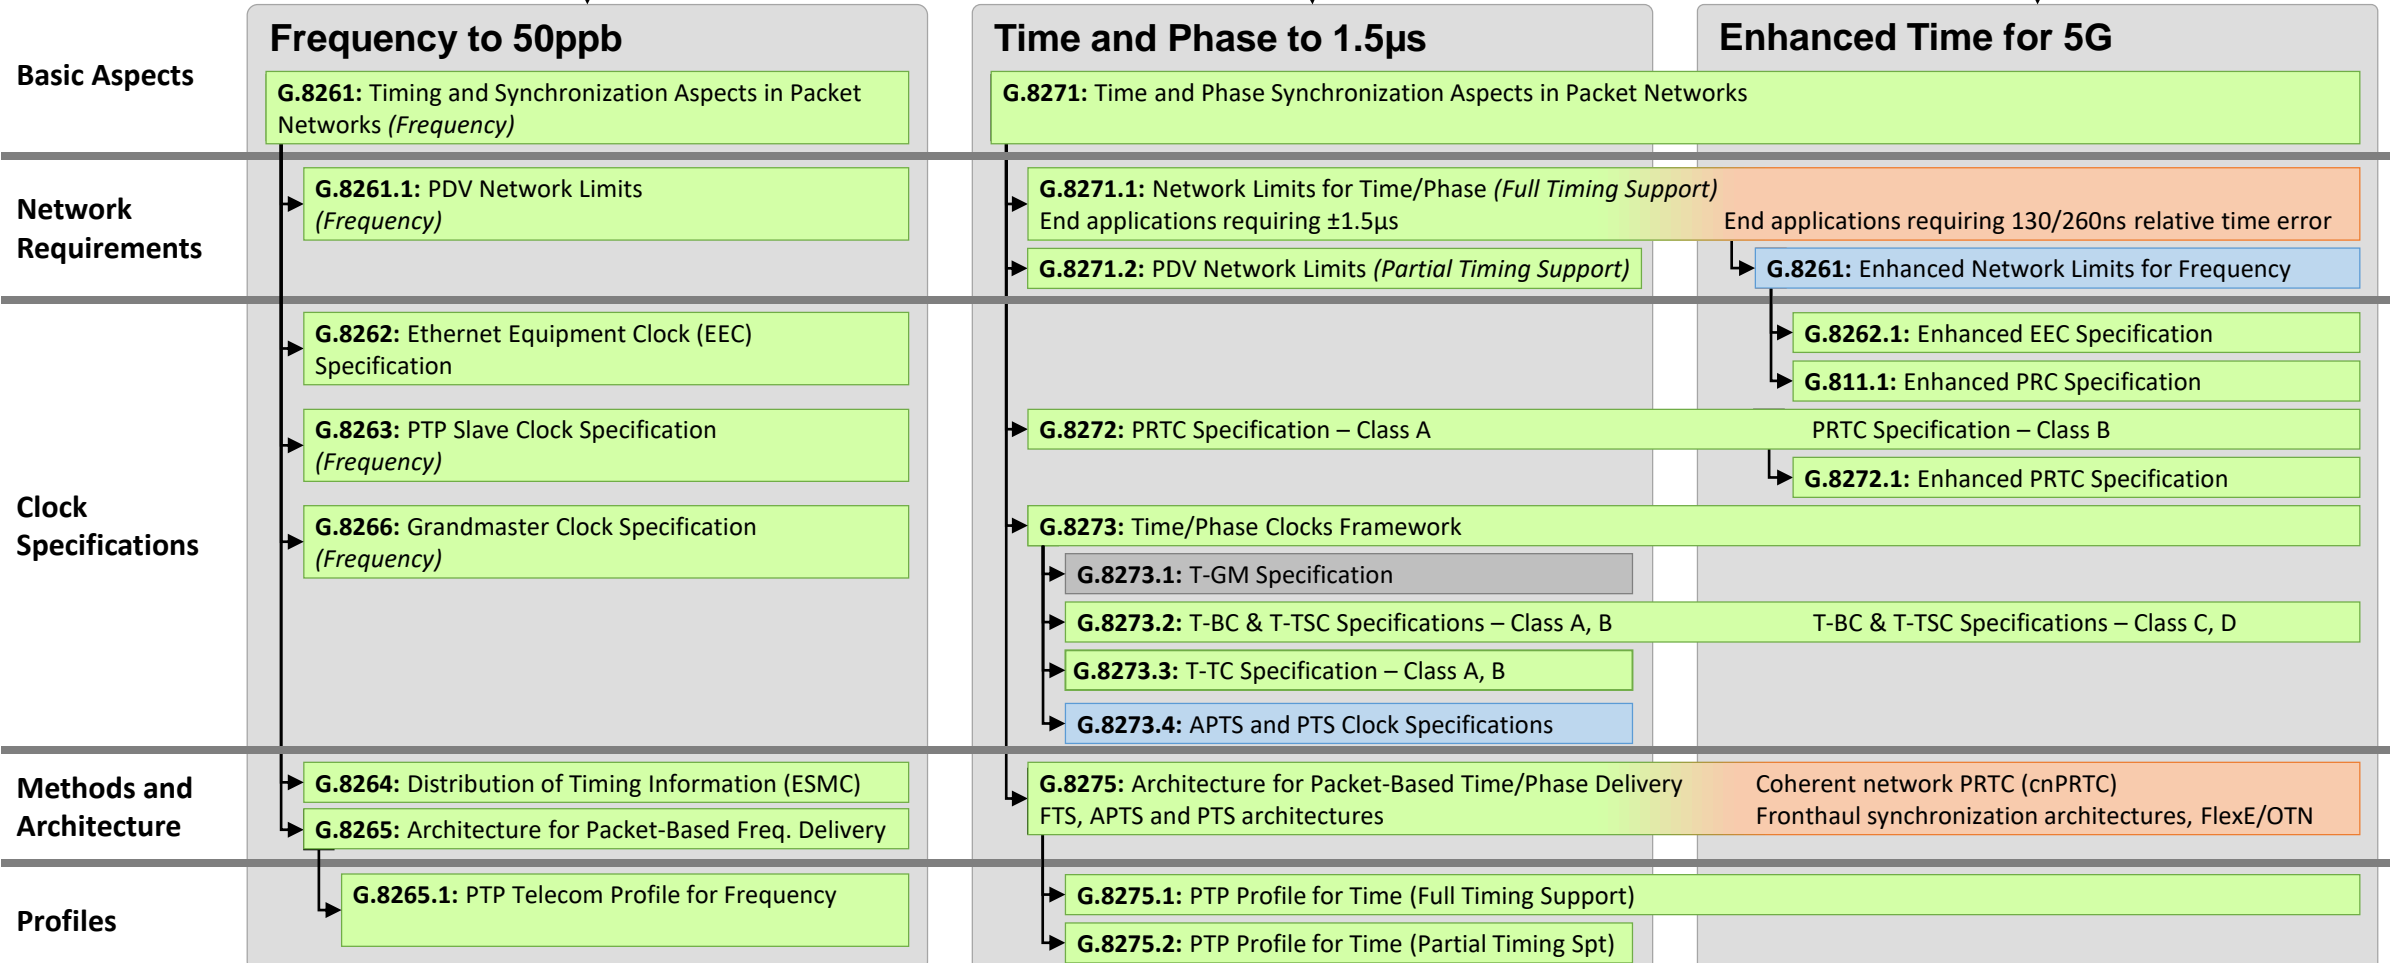 Frequency to 50ppb
Time and Phase to 1.5µs
Enhanced Time for 5G
Basic Aspects
G.8261: Timing and Synchronization Aspects in Packet
Networks (Frequency)
G.8271: Time and Phase Synchronization Aspects in Packet Networks
Network
Requirements
G.8261.1: PDV Network Limits
(Frequency)
G.8271.1: Network Limits for Time/Phase (Full Timing Support)
End applications requiring ±1.5µs
End applications requiring 130/260ns relative time error
G.8271.2: PDV Network Limits (Partial Timing Support)
G.8261: Enhanced Network Limits for Frequency
Clock
Specifications
G.8262: Ethernet Equipment Clock (EEC)
Specification
G.8262.1: Enhanced EEC Specification
G.811.1: Enhanced PRC Specification
G.8263: PTP Slave Clock Specification
(Frequency)
G.8272: PRTC Specification – Class A
PRTC Specification – Class B
G.8272.1: Enhanced PRTC Specification
G.8266: Grandmaster Clock Specification
(Frequency)
G.8273: Time/Phase Clocks Framework
G.8273.1: T-GM Specification
G.8273.2: T-BC & T-TSC Specifications – Class A, B
T-BC & T-TSC Specifications – Class C, D
G.8273.3: T-TC Specification – Class A, B
G.8273.4: APTS and PTS Clock Specifications
Methods and
Architecture
G.8264: Distribution of Timing Information (ESMC)
G.8265: Architecture for Packet-Based Freq. Delivery
G.8275: Architecture for Packet-Based Time/Phase Delivery
FTS, APTS and PTS architectures
Coherent network PRTC (cnPRTC)
Fronthaul synchronization architectures, FlexE/OTN
Profiles
G.8265.1: PTP Telecom Profile for Frequency
G.8275.1: PTP Profile for Time (Full Timing Support)
G.8275.2: PTP Profile for Time (Partial Timing Spt)